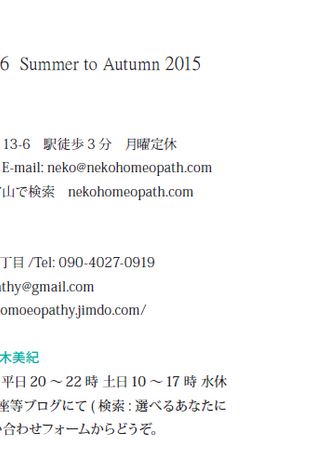 6 Summer to Autumn 2015
13-6 駅徒歩 3 分 月曜定休
E-mail: neko@nekohomeopath.com
山で検索 nekohomeopath.com
丁目 /Tel: 090-4027-0919
athy@gmail.com
omoeopathy.jimdo.com/
木美紀
平日 20 ～ 22 時 土日 10 ～ 17 時 水休
座等ブログにて ( 検索 : 選べるあなたに
い合わせフォームからどうぞ。